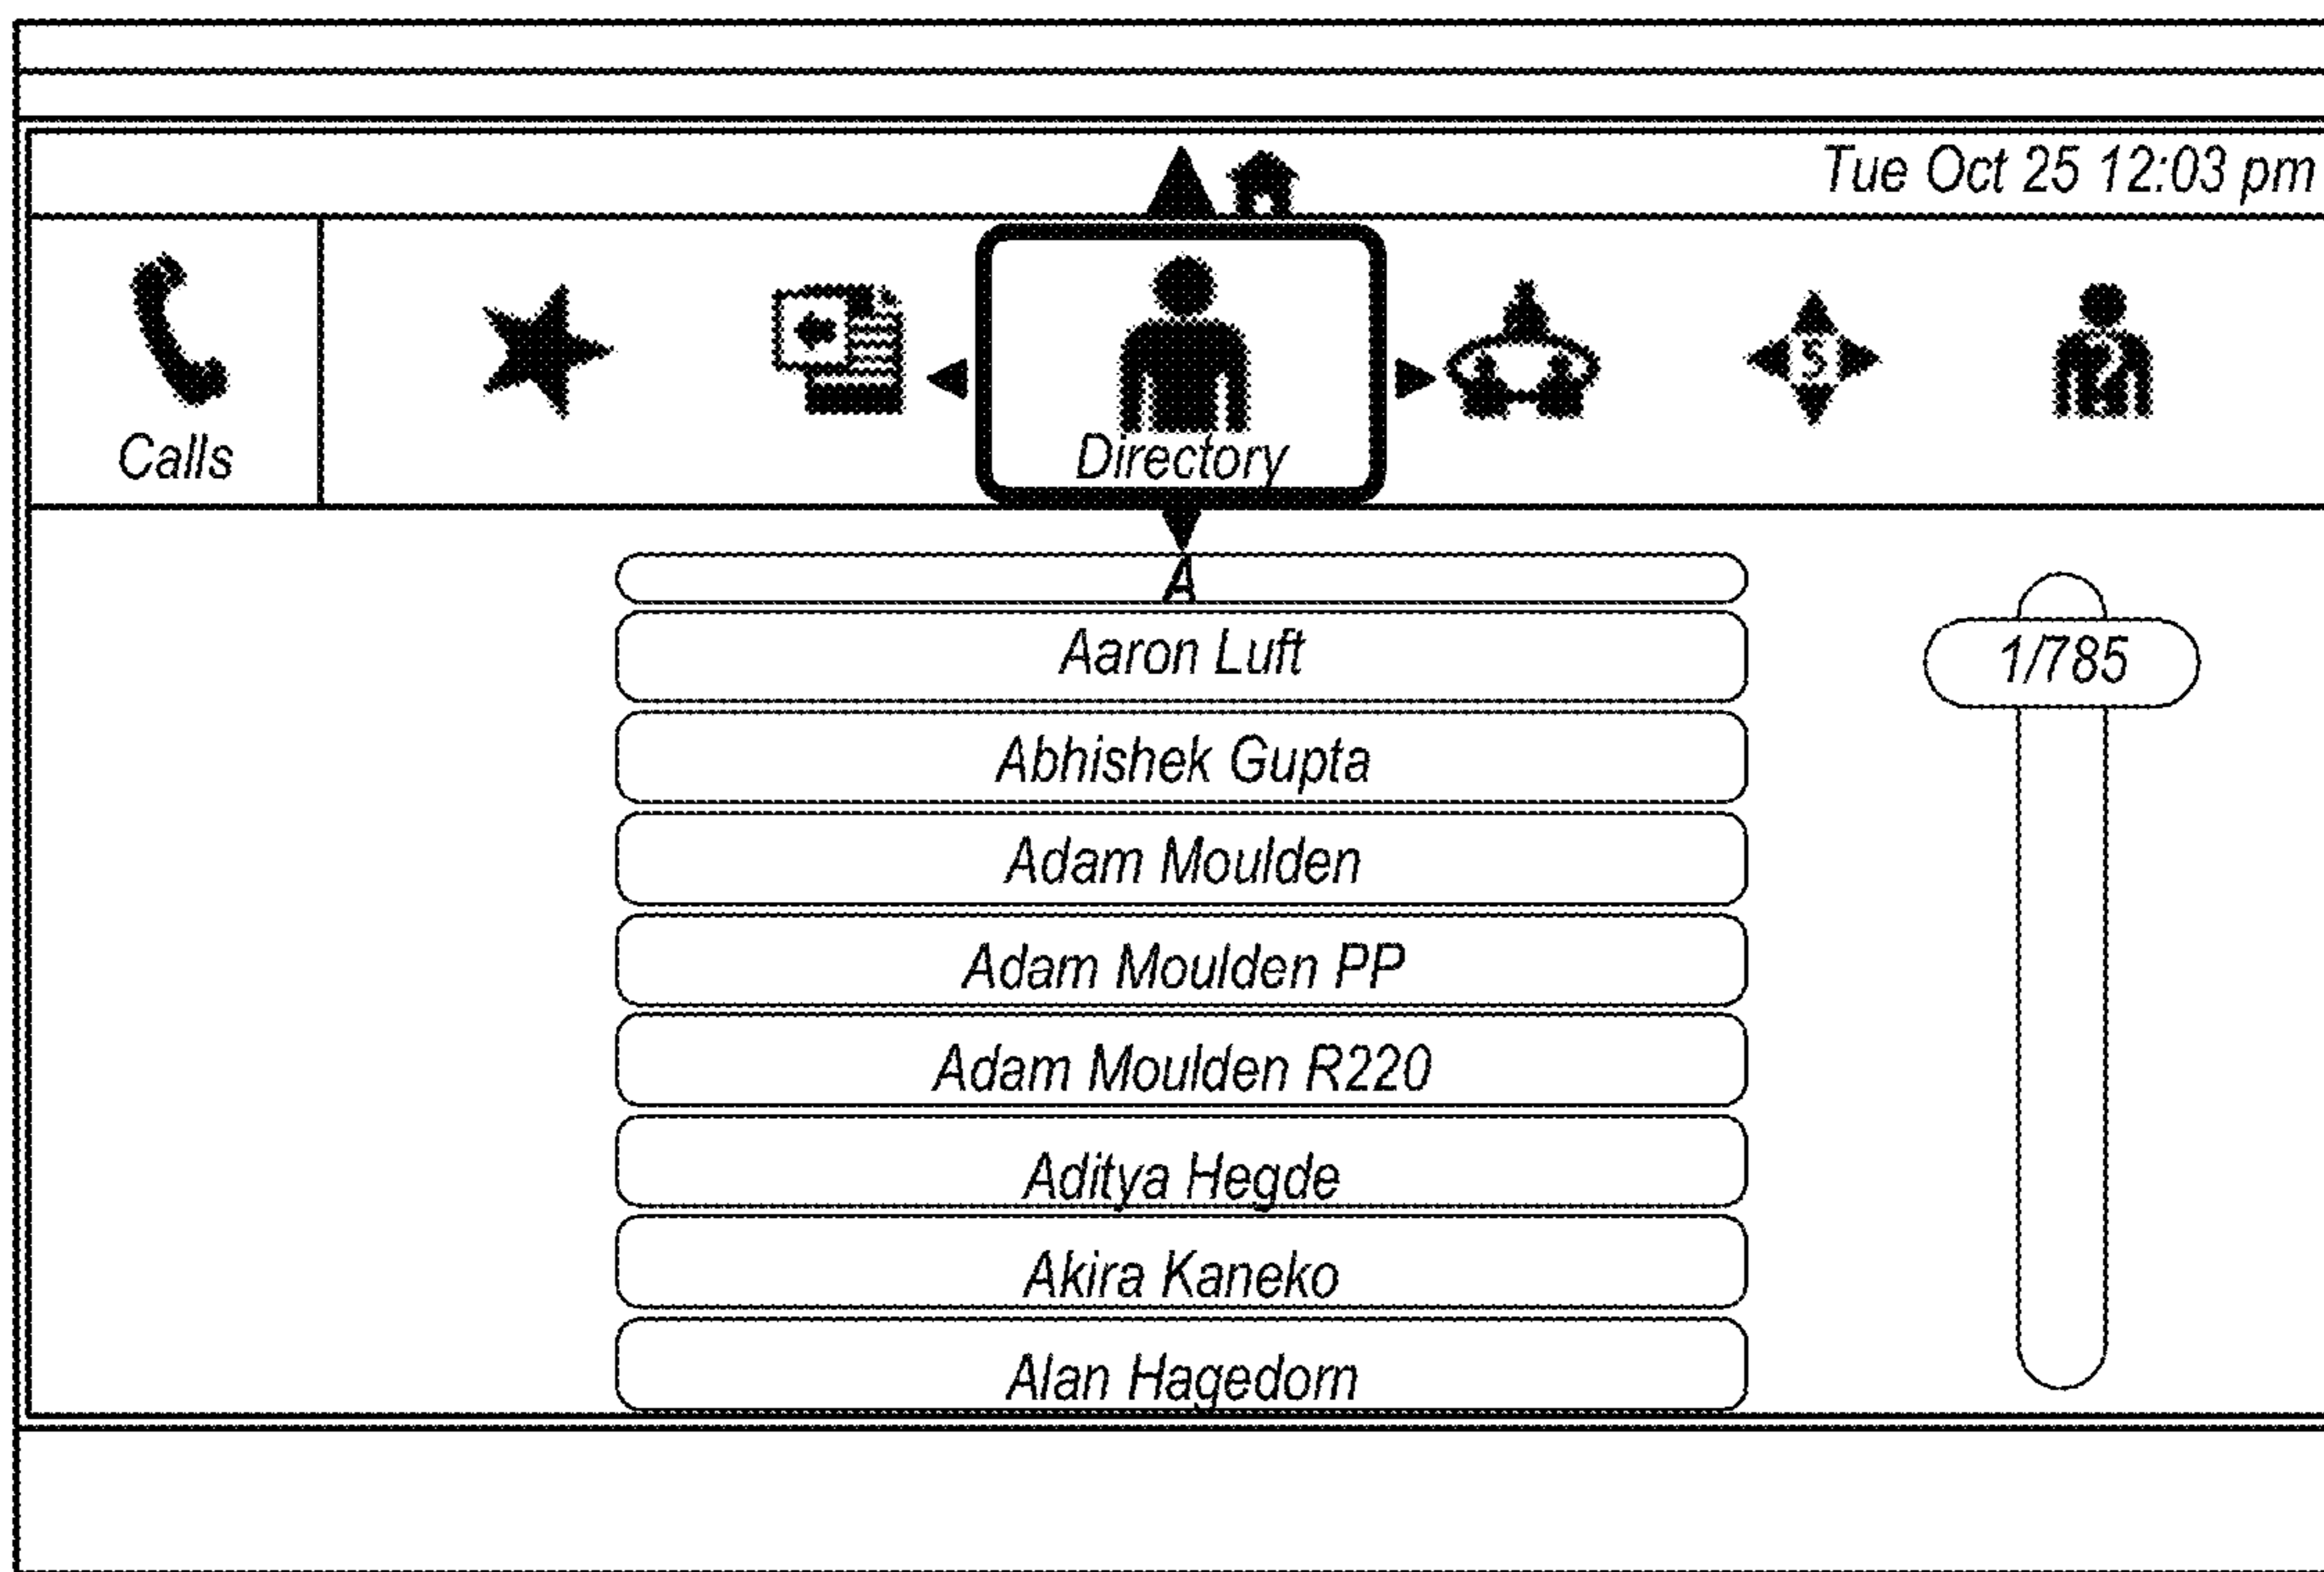 Tue Oct 25 12:03 pm
Calls
Directory
A
Aaron Luft
1/785
Abhishek Gupta
Adam Moulden
Adam Moulden PP
Adam Moulden R220
Aditya Hegde
Akira Kaneko
Alan Hagedorn